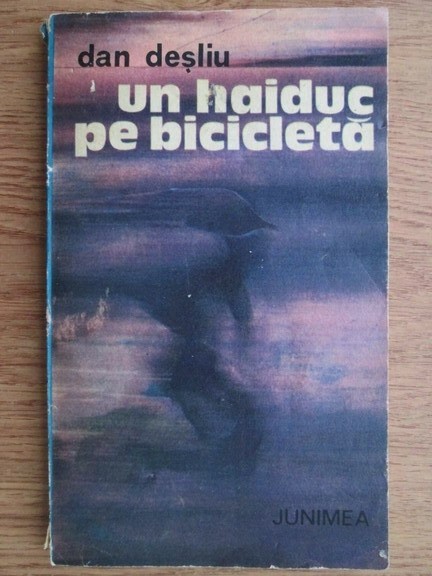 dan deșliu
un haiduc
pe bicicletă
JUNIMEA